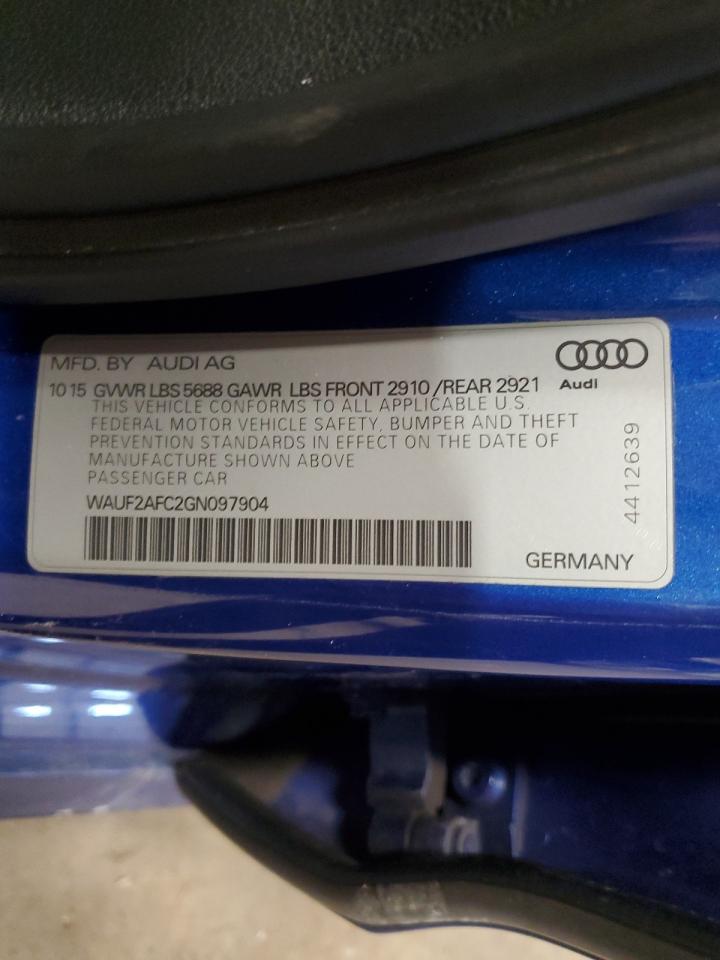 MFD. BY AUDI AG
10 15 GVWR LBS 5688 GAWR LBS FRONT 2910 /REAR 2921
Audi
THIS VEHICLE CONFORMS TO ALL APPLICABLE U.S.
FEDERAL MOTOR VEHICLE SAFETY, BUMPER AND THEFT
PREVENTION STANDARDS IN EFFECT ON THE DATE OF
MANUFACTURE SHOWN ABOVE
PASSENGER CAR
WAUF2AFC2GN097904
4412639
GERMANY